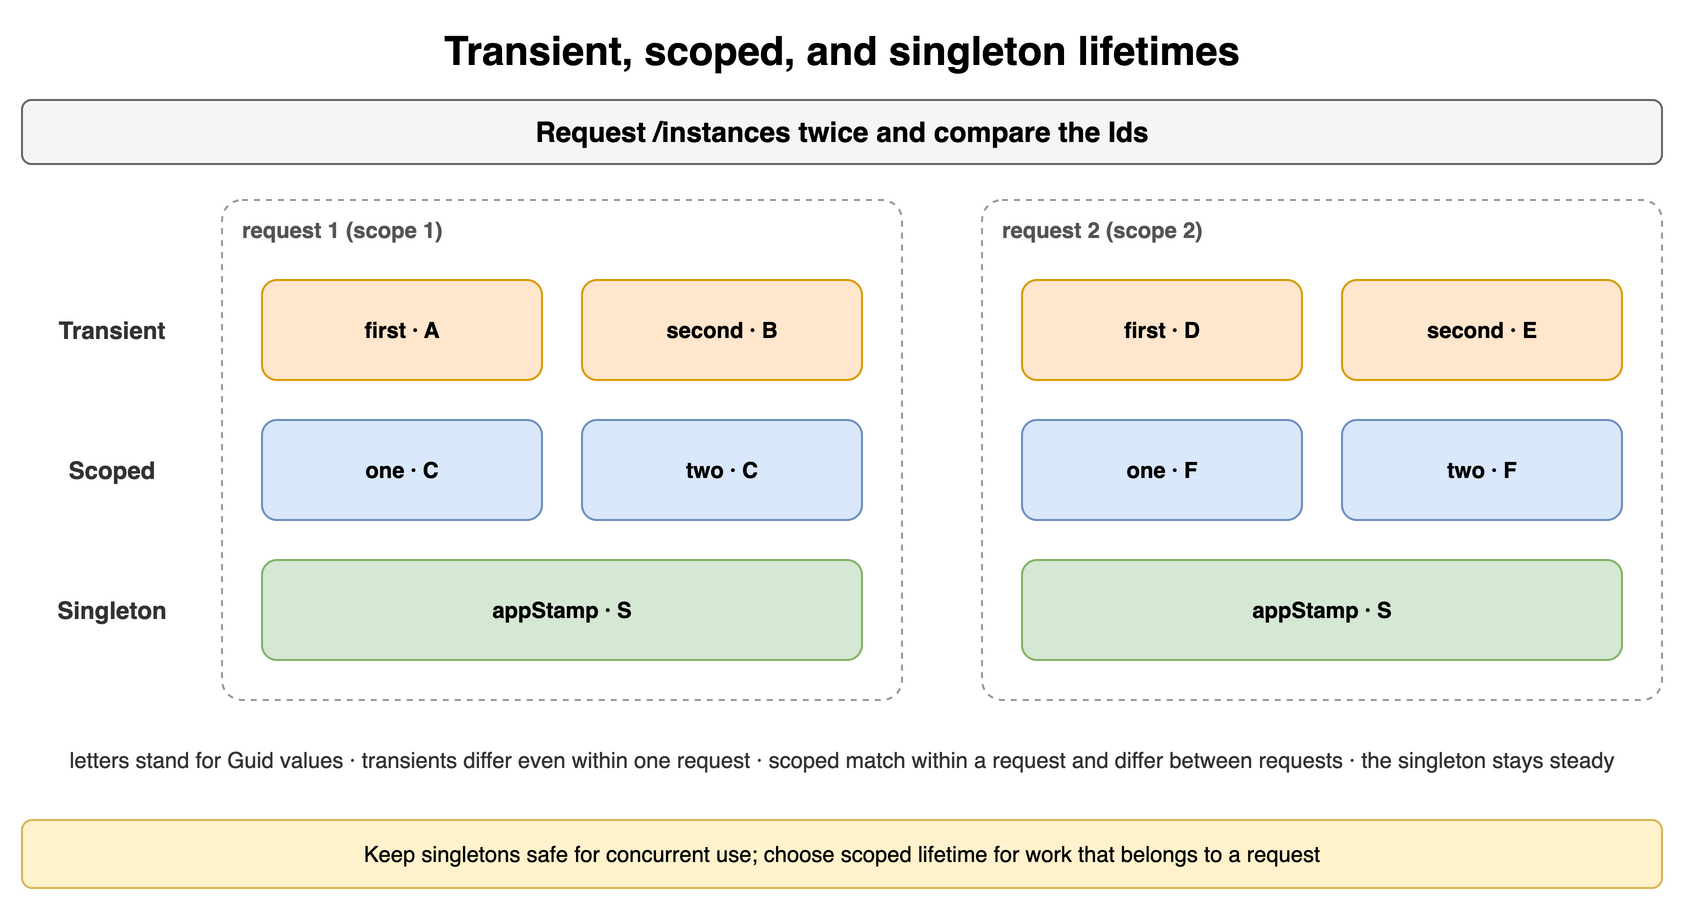 Transient, scoped, and singleton lifetimes
Request /instances twice and compare the Ids
request 1 (scope 1)
request 2 (scope 2)
Transient
first · A
second · B
first · D
second · E
Scoped
one · C
two · C
one · F
two · F
Singleton
appStamp · S
appStamp · S
letters stand for Guid values · transients differ even within one request · scoped match within a request and differ between requests · the singleton stays steady
Keep singletons safe for concurrent use; choose scoped lifetime for work that belongs to a request